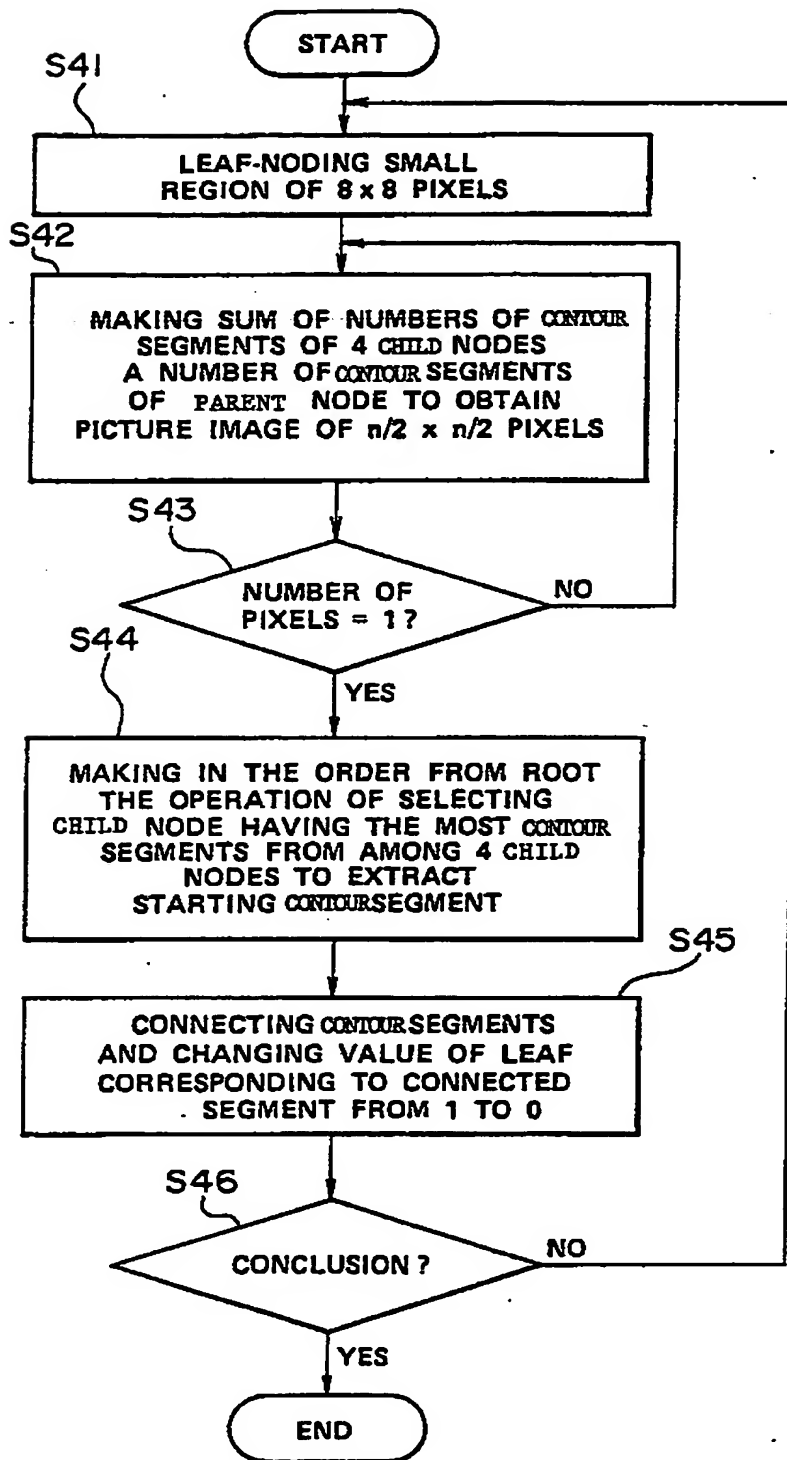 START
S41
LEAF-NODING SMALL
REGION OF 8 x 8 PIXELS
S42
MAKING SUM OF NUMBERS OF CONTOUR
SEGMENTS OF 4 CHILD NODES
A NUMBER OF CONTOUR SEGMENTS
OF PARENT NODE TO OBTAIN
PICTURE IMAGE OF n/2 x n/2 PIXELS
S43
NUMBER OF
PIXELS = 1 ?
NO
YES
S44
MAKING IN THE ORDER FROM ROOT
THE OPERATION OF SELECTING
CHILD NODE HAVING THE MOST CONTOUR
SEGMENTS FROM AMONG 4 CHILD
NODES TO EXTRACT
STARTING CONTOUR SEGMENT
S45
CONNECTING CONTOUR SEGMENTS
AND CHANGING VALUE OF LEAF
CORRESPONDING TO CONNECTED
SEGMENT FROM 1 TO 0
S46
CONCLUSION ?
NO
YES
END